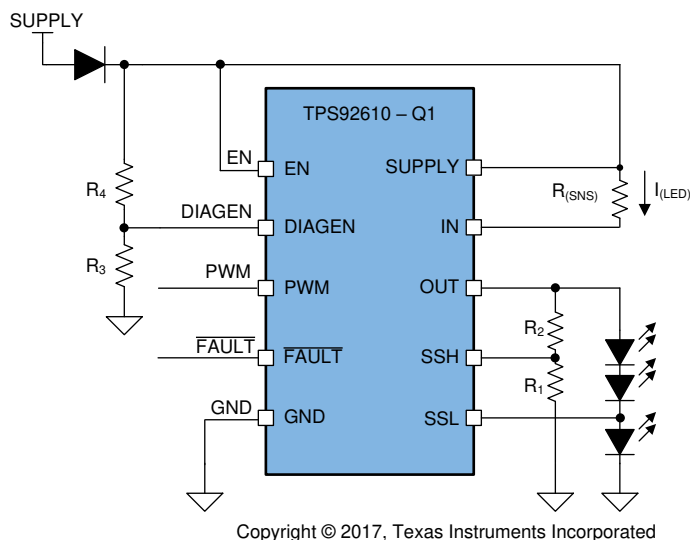 SUPPLY
TPS92610 – Q1
EN
EN
SUPPLY
R4
R(SNS)
I(LED)
DIAGEN
DIAGEN
IN
R3
PWM
PWM
OUT
R2
FAULT
FAULT
SSH
R1
GND
GND
SSL
Copyright © 2017, Texas Instruments Incorporated